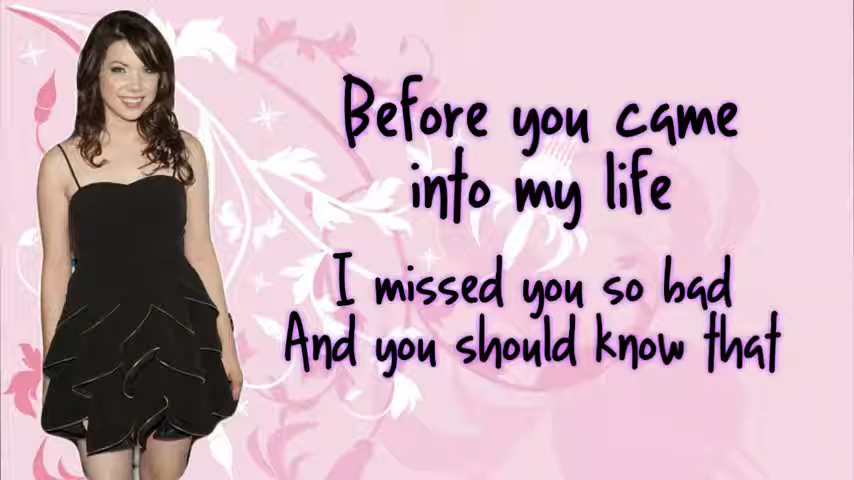 Before you came
into my life
I missed you so bad
And you should know that